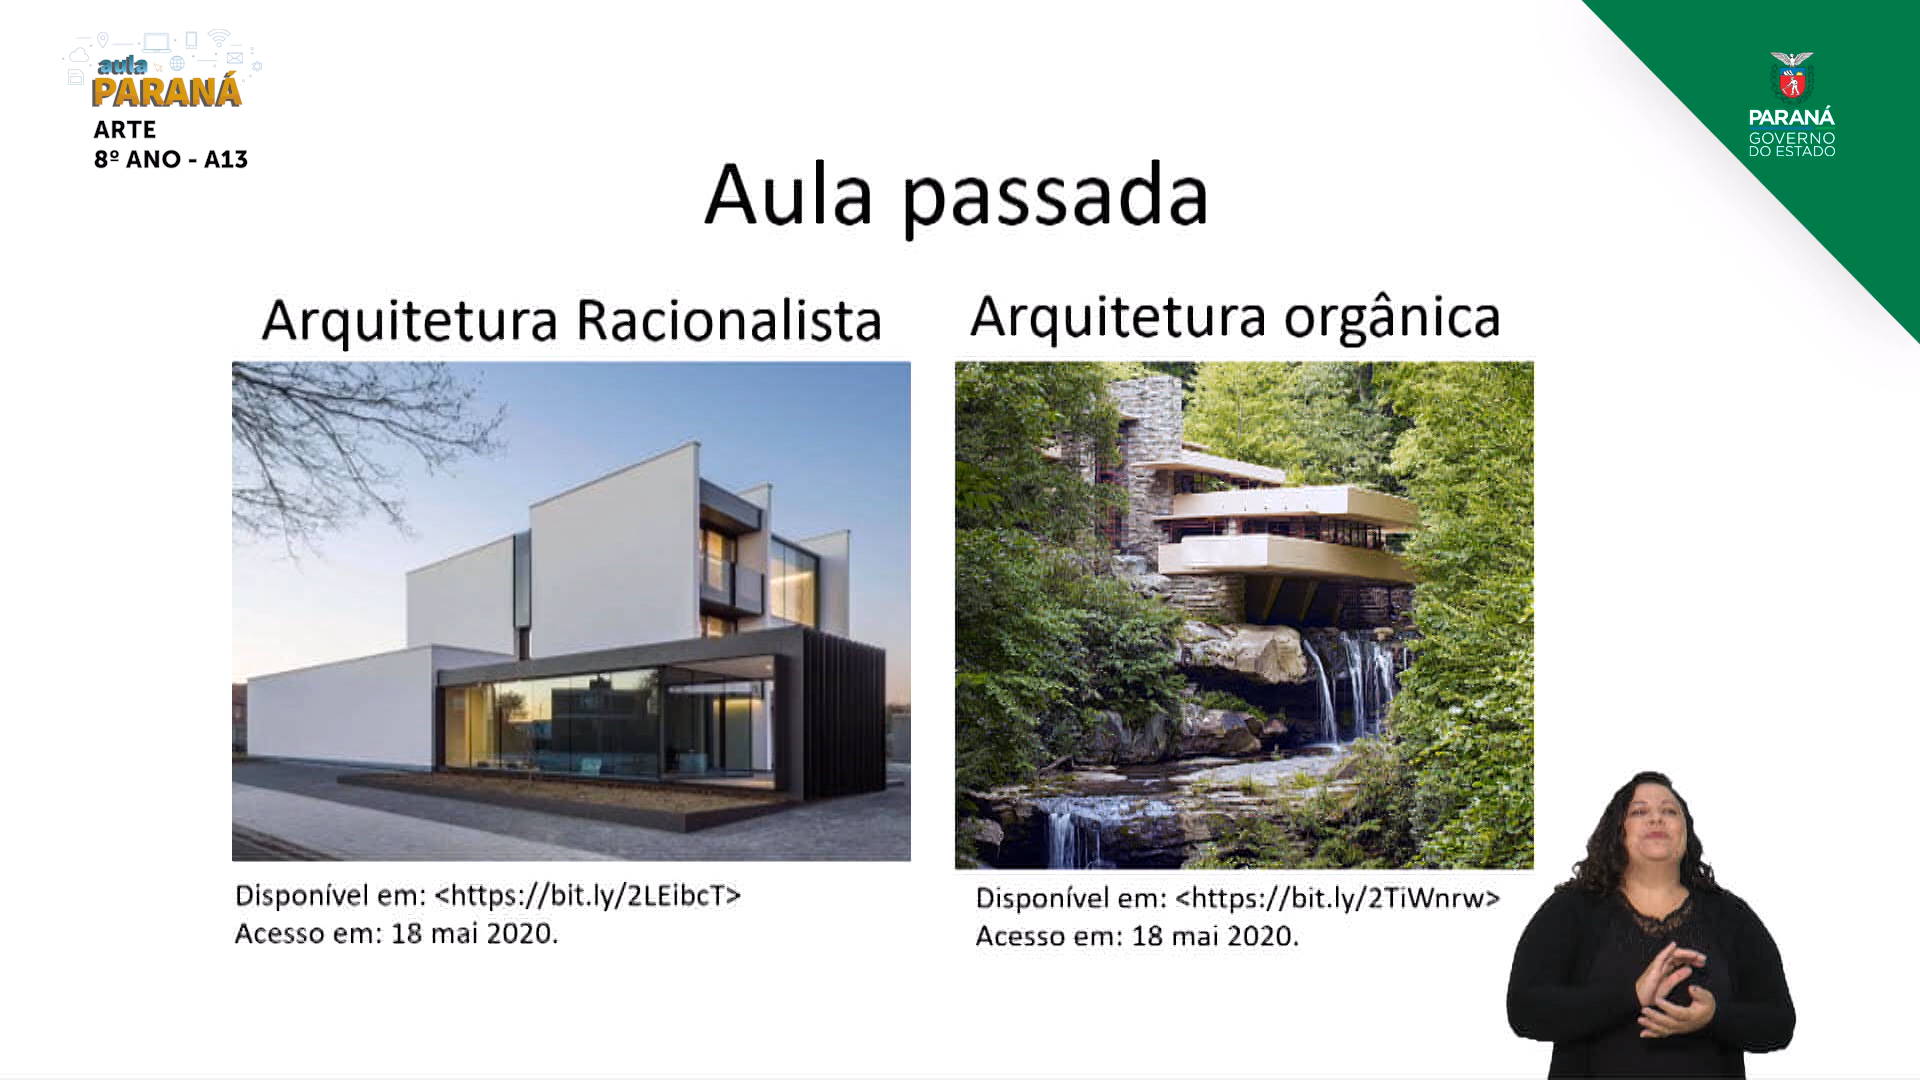 aula
PARANÁ
ARTE
8º ANO - A13
PARANÁ
GOVERNO
DO ESTADO
Aula passada
Arquitetura Racionalista
Arquitetura orgânica
Disponível em: <https://bit.ly/2LEibcT>
Acesso em: 18 mai 2020.
Disponível em: <https://bit.ly/2TiWnrw>
Acesso em: 18 mai 2020.